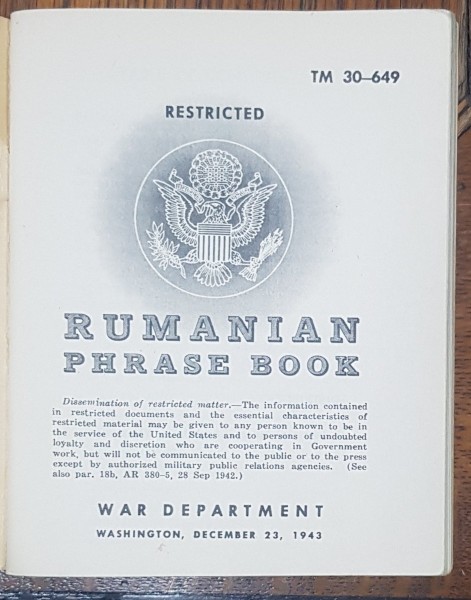 TM 30–649
RESTRICTED
RUMANIAN
PHRASE BOOK
Dissemination of restricted matter.—The information contained
in restricted documents and the essential characteristics of
restricted material may be given to any person known to be in
the service of the United States and to persons of undoubted
loyalty and discretion who are cooperating in Government
work, but will not be communicated to the public or to the press
except by authorized military public relations agencies. (See
also par. 18b, AR 380–5, 28 Sep 1942.)
WAR DEPARTMENT
WASHINGTON, DECEMBER 23, 1943